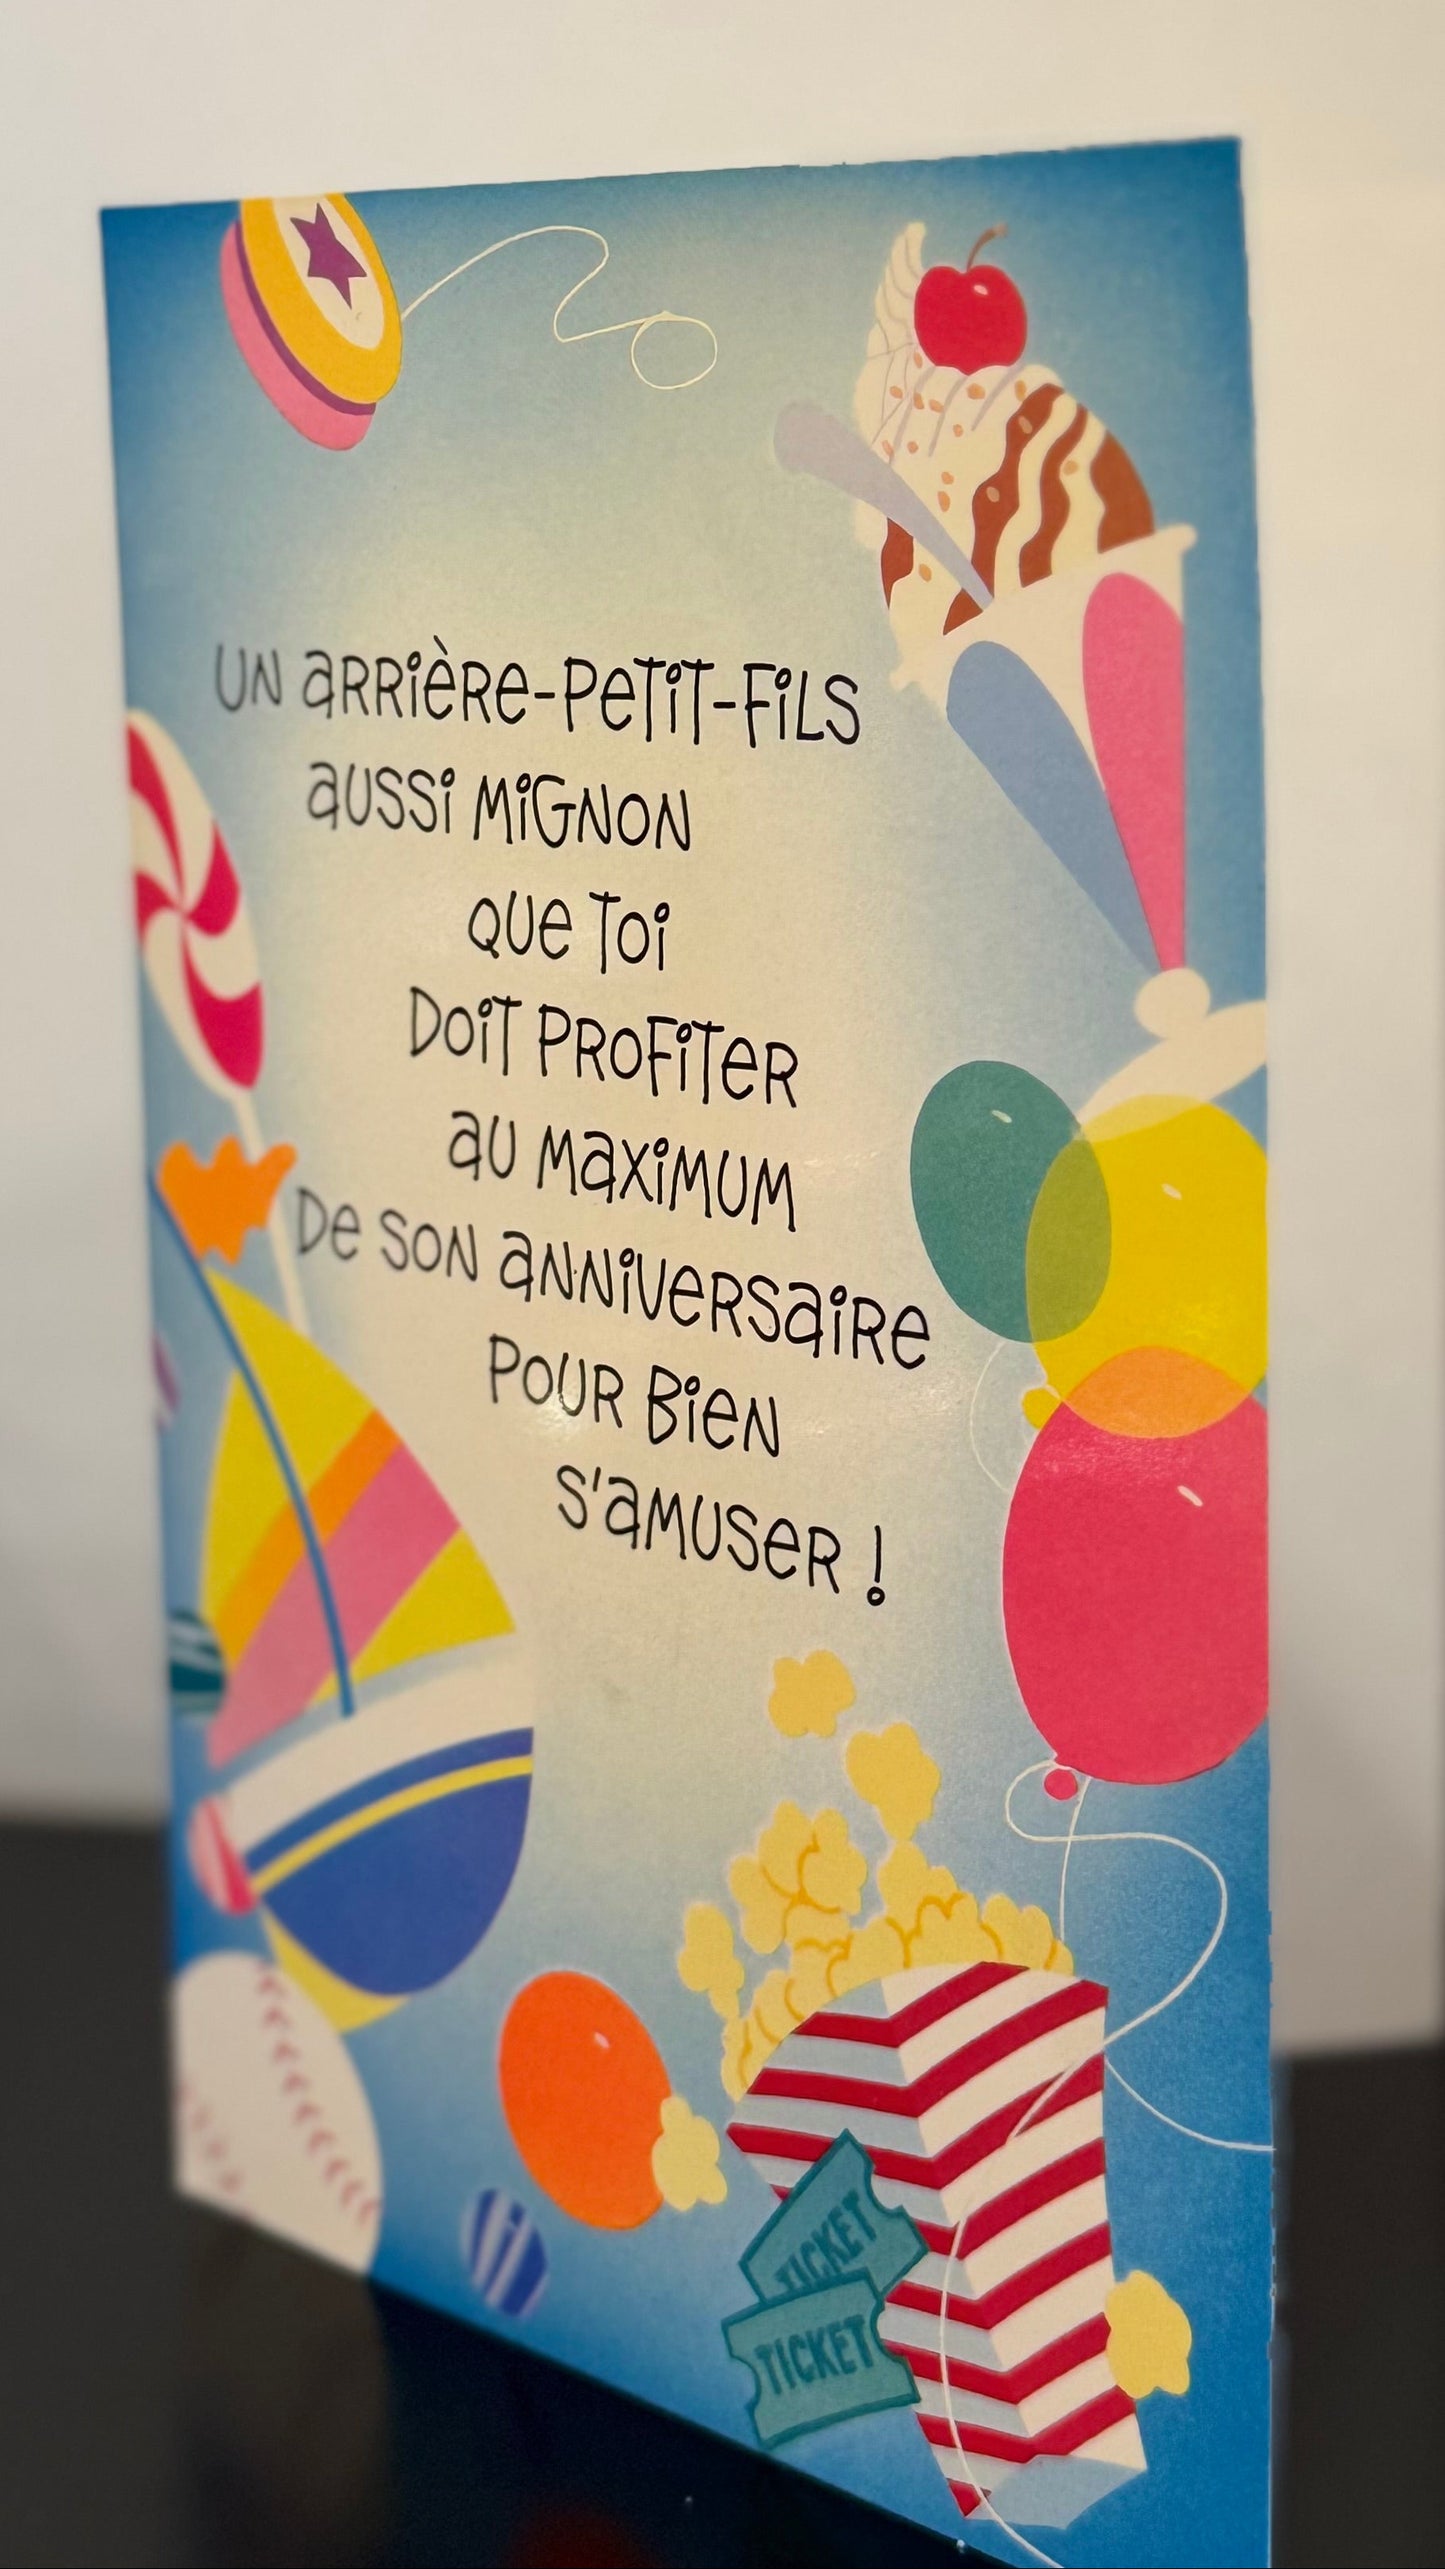 UN arrière-petit-fils
aussi mignon
que toi
doit profiter
au maximum
de son anniversaire
pour bien
s'amuser !
TICKET
TICKET